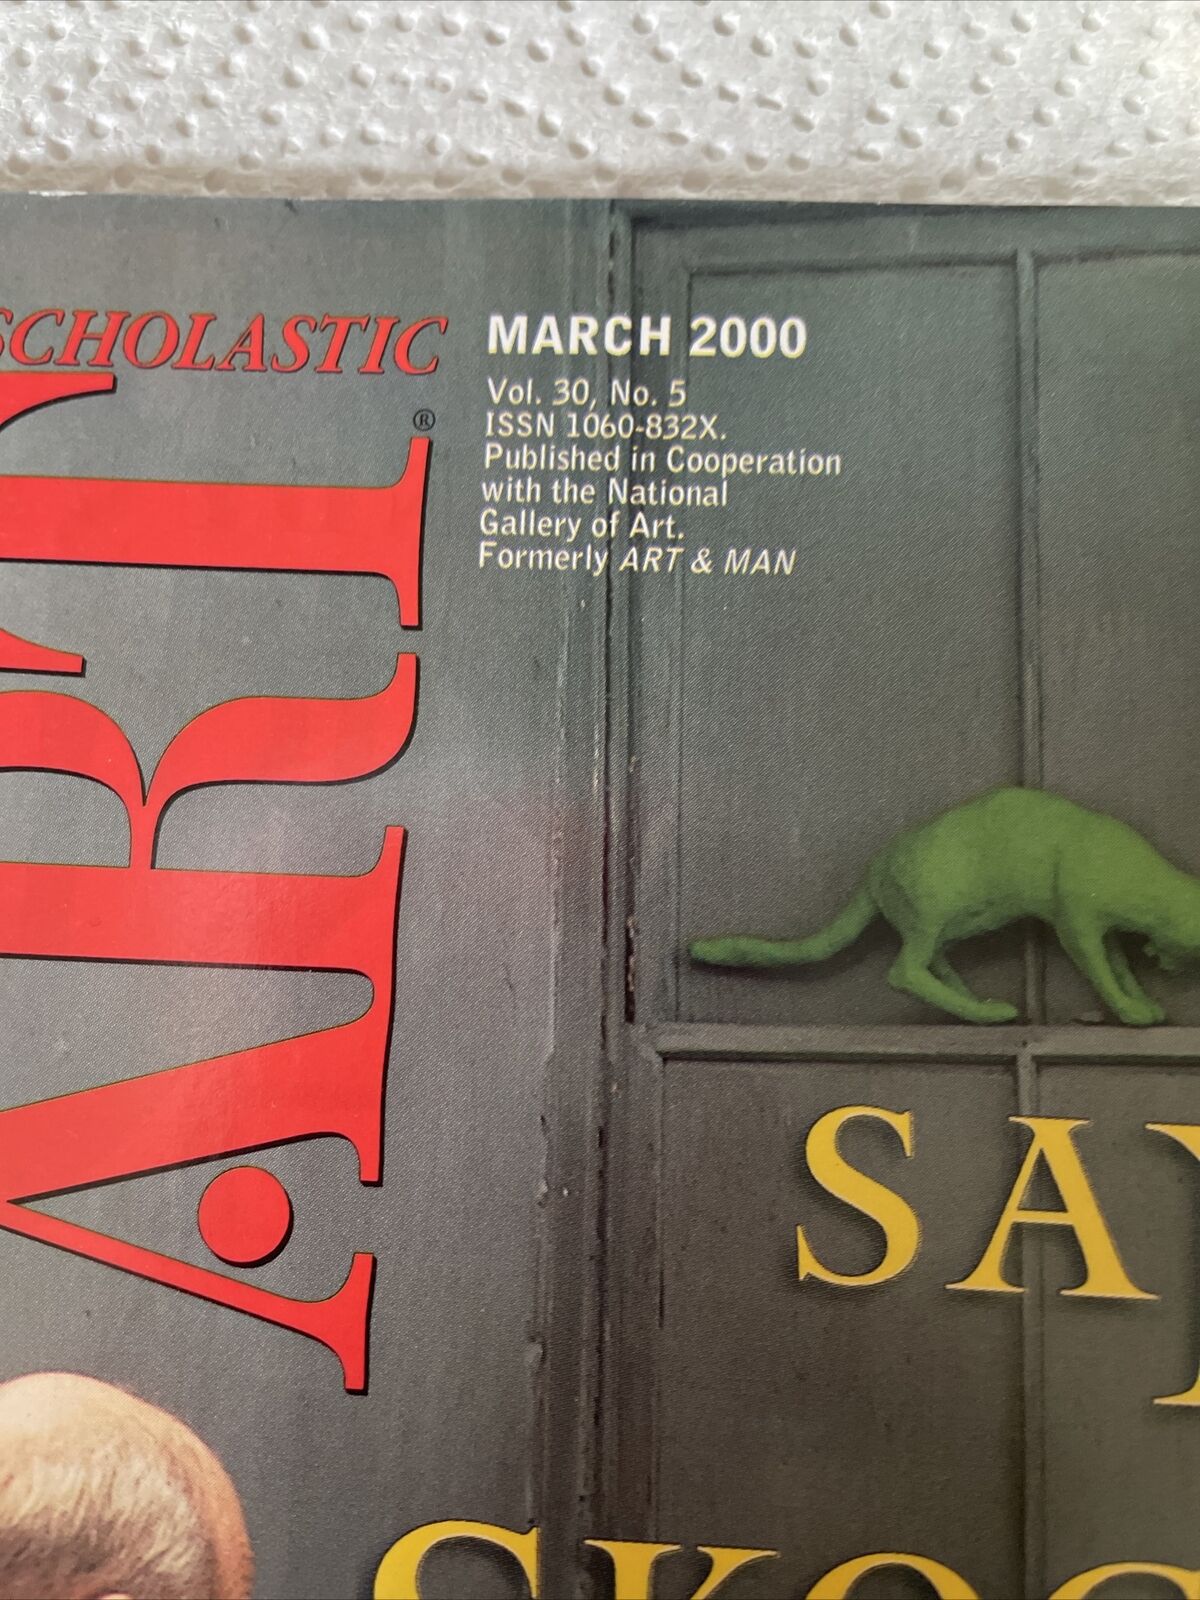 SCHOLASTIC
ART
®
MARCH 2000
Vol. 30, No. 5
ISSN 1060-832X.
Published in Cooperation
with the National
Gallery of Art.
Formerly ART & MAN